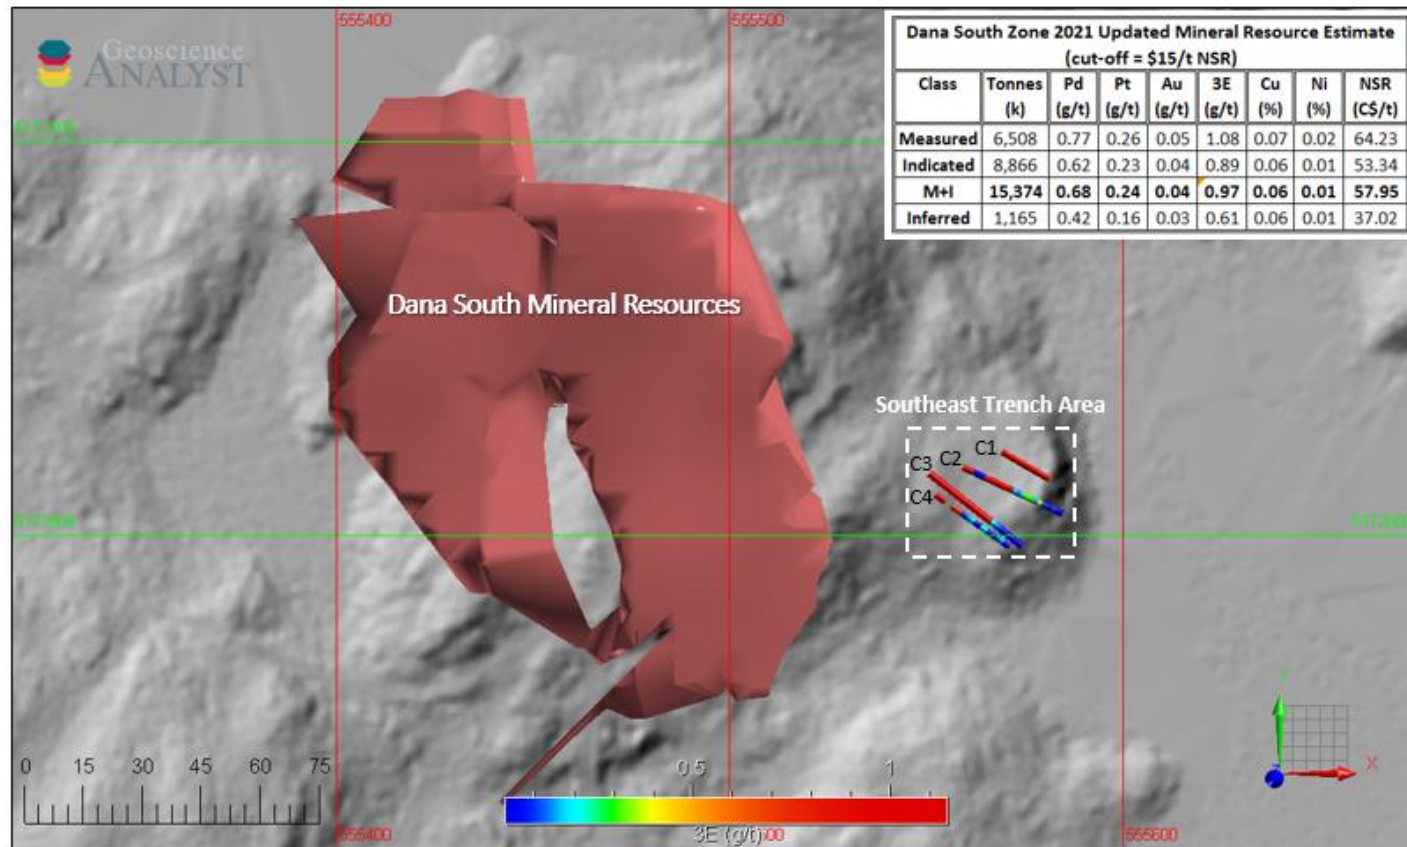 Geoscience
ANALYST
555400
555500
Dana South Zone 2021 Updated Mineral Resource Estimate
(cut-off = $15/t NSR)
Class Tonnes (k) Pd (g/t) Pt (g/t) Au (g/t) 3E (g/t) Cu (%) Ni (%) NSR (C$/t)
Measured 6,508 0.77 0.26 0.05 1.08 0.07 0.02 64.23
Indicated 8,866 0.62 0.23 0.04 0.89 0.06 0.01 53.34
M+I 15,374 0.68 0.24 0.04 0.97 0.06 0.01 57.95
Inferred 1,165 0.42 0.16 0.03 0.61 0.06 0.01 37.02
Dana South Mineral Resources
Southeast Trench Area
C1
C2
C3
C4
0 15 30 45 60 75
0.5 1
3E (g/t)
X
555400
555600